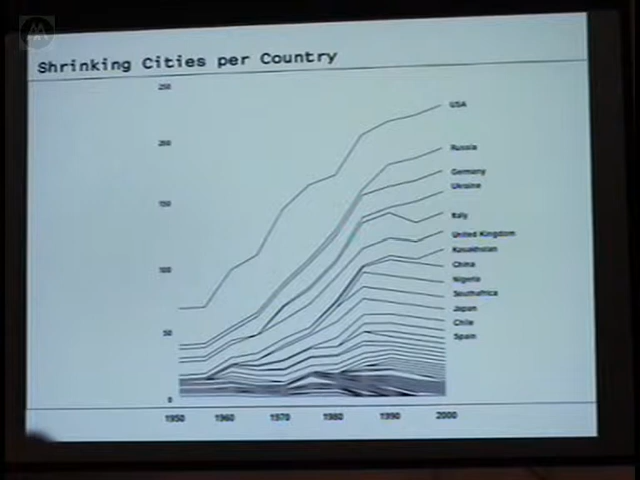 Shrinking Cities per Country
250
200
150
100
50
0
USA
Russia
Germany
Ukraine
Italy
United Kingdom
Kasakhstan
China
Nigeria
Southafrica
Japan
Chile
Spain
1950 1960 1970 1980 1990 2000